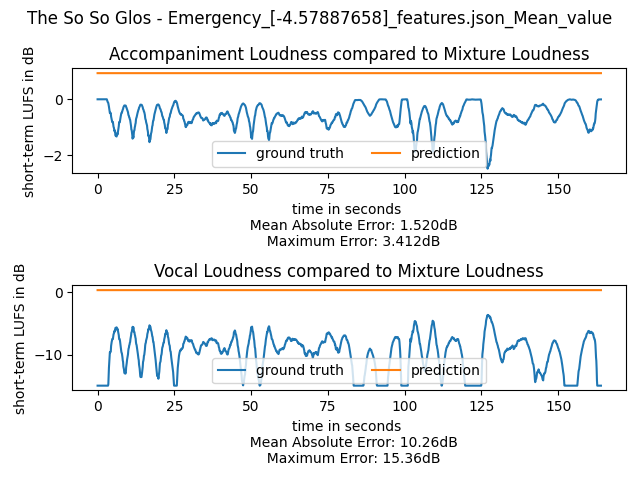 The So So Glos - Emergency_[-4.57887658]_features.json_Mean_value
Accompaniment Loudness compared to Mixture Loudness
short-term LUFS in dB
0
−2
ground truth prediction
0 25 50 75 100 125 150
time in seconds
Mean Absolute Error: 1.520dB
Maximum Error: 3.412dB
Vocal Loudness compared to Mixture Loudness
short-term LUFS in dB
0
−10
ground truth prediction
0 25 50 75 100 125 150
time in seconds
Mean Absolute Error: 10.26dB
Maximum Error: 15.36dB